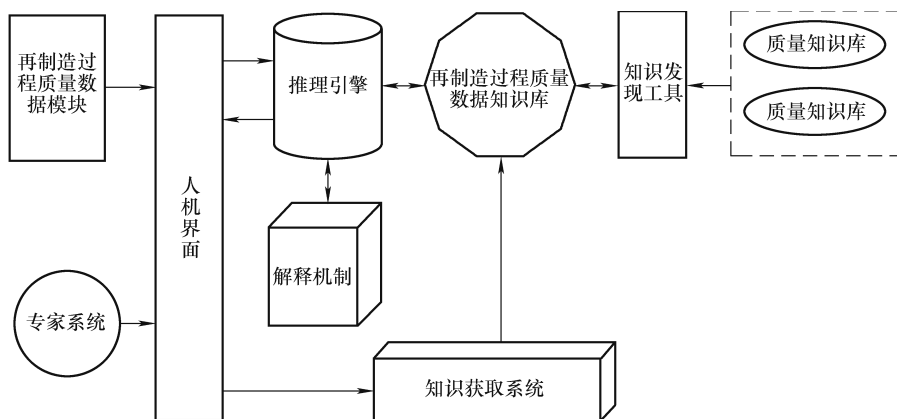 再制造过
程质量数
据模块
推理引擎
再制造过程质量
数据知识库
知识发
现工具
质量知识库
质量知识库
人
机
界
面
解释机制
专家系统
知识获取系统